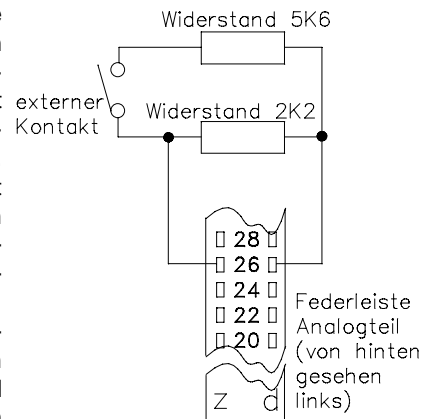 Widerstand 5K6
externer
Kontakt
Widerstand 2K2
28
26
24
22
20
Federleiste
Analogteil
(von hinten
gesehen
links)
z d